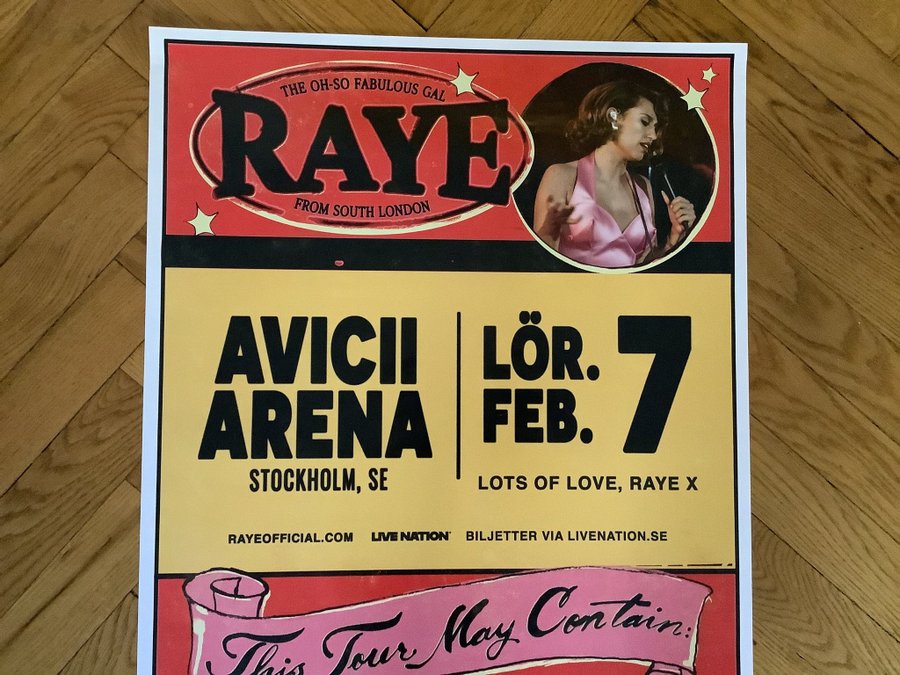 THE OH-SO FABULOUS GAL
RAYE
FROM SOUTH LONDON
AVICII
ARENA
STOCKHOLM, SE
LÖR.
FEB.
7
LOTS OF LOVE, RAYE X
RAYEOFFICIAL.COM LIVE NATION BILJETTER VIA LIVENATION.SE
This Tour May Contain: